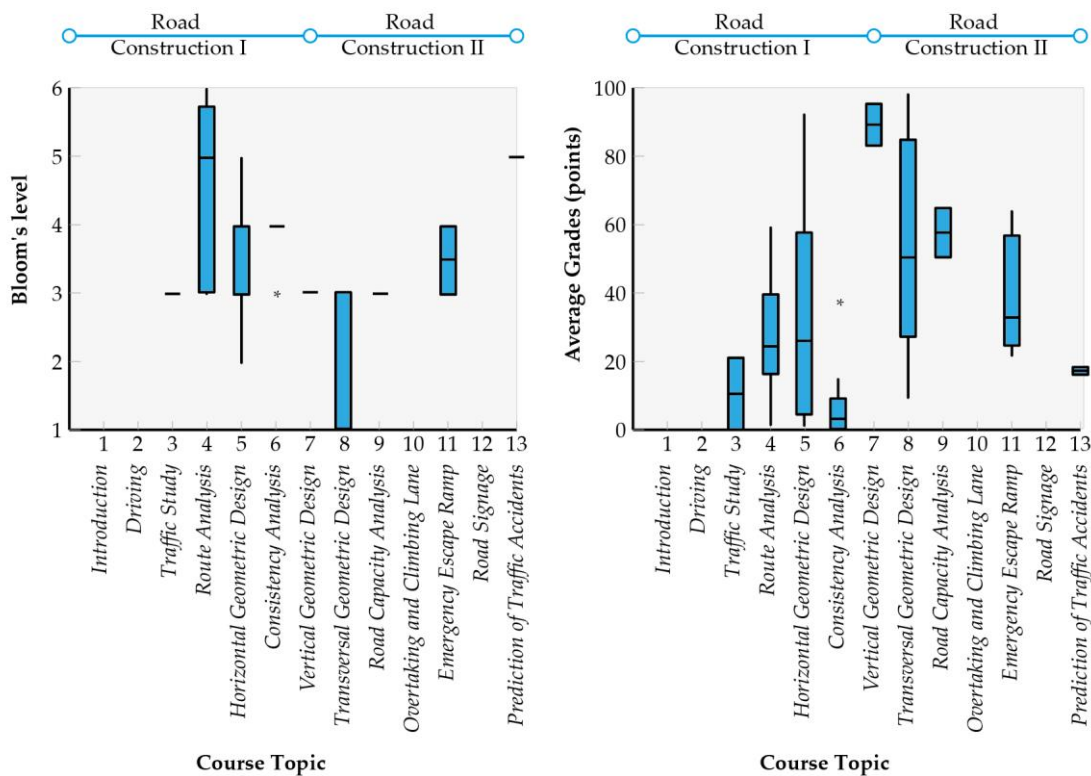 Road
Construction I
Road
Construction II
Bloom's level
6
5
4
3
2
1
*
1 2 3 4 5 6 7 8 9 10 11 12 13
Introduction
Driving
Traffic Study
Route Analysis
Horizontal Geometric Design
Consistency Analysis
Vertical Geometric Design
Transversal Geometric Design
Road Capacity Analysis
Overtaking and Climbing Lane
Emergency Escape Ramp
Road Signage
Prediction of Traffic Accidents
Course Topic
Road
Construction I
Road
Construction II
Average Grades (points)
100
80
60
40
20
0
*
1 2 3 4 5 6 7 8 9 10 11 12 13
Introduction
Driving
Traffic Study
Route Analysis
Horizontal Geometric Design
Consistency Analysis
Vertical Geometric Design
Transversal Geometric Design
Road Capacity Analysis
Overtaking and Climbing Lane
Emergency Escape Ramp
Road Signage
Prediction of Traffic Accidents
Course Topic